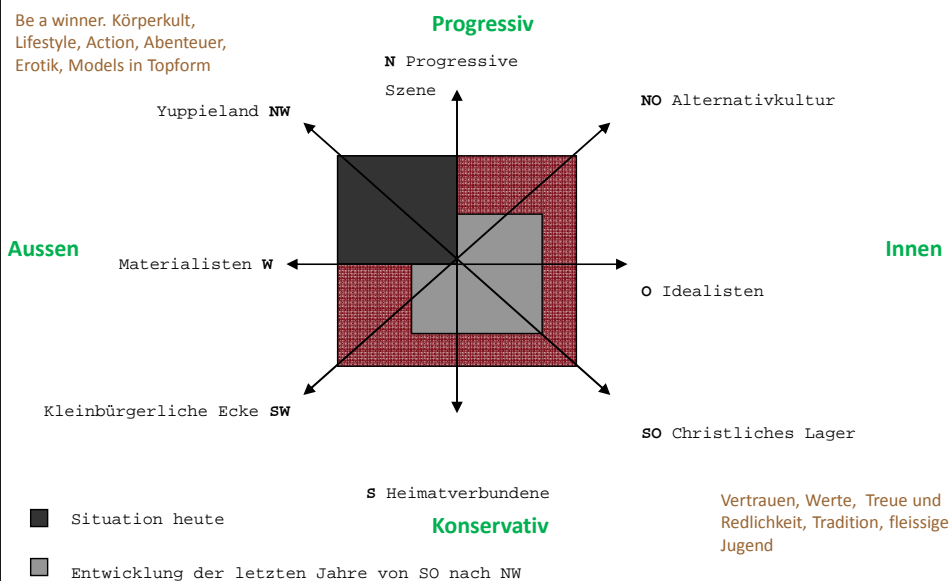 Be a winner. Körperkult,
Lifestyle, Action, Abenteuer,
Erotik, Models in Topform
Progressiv
N Progressive
Szene
Yuppieland NW
NO Alternativkultur
Aussen
Innen
Materialisten W
O Idealisten
Kleinbürgerliche Ecke SW
SO Christliches Lager
S Heimatverbundene
Konservativ
Vertrauen, Werte, Treue und
Redlichkeit, Tradition, fleissige
Jugend
Situation heute
Entwicklung der letzten Jahre von SO nach NW